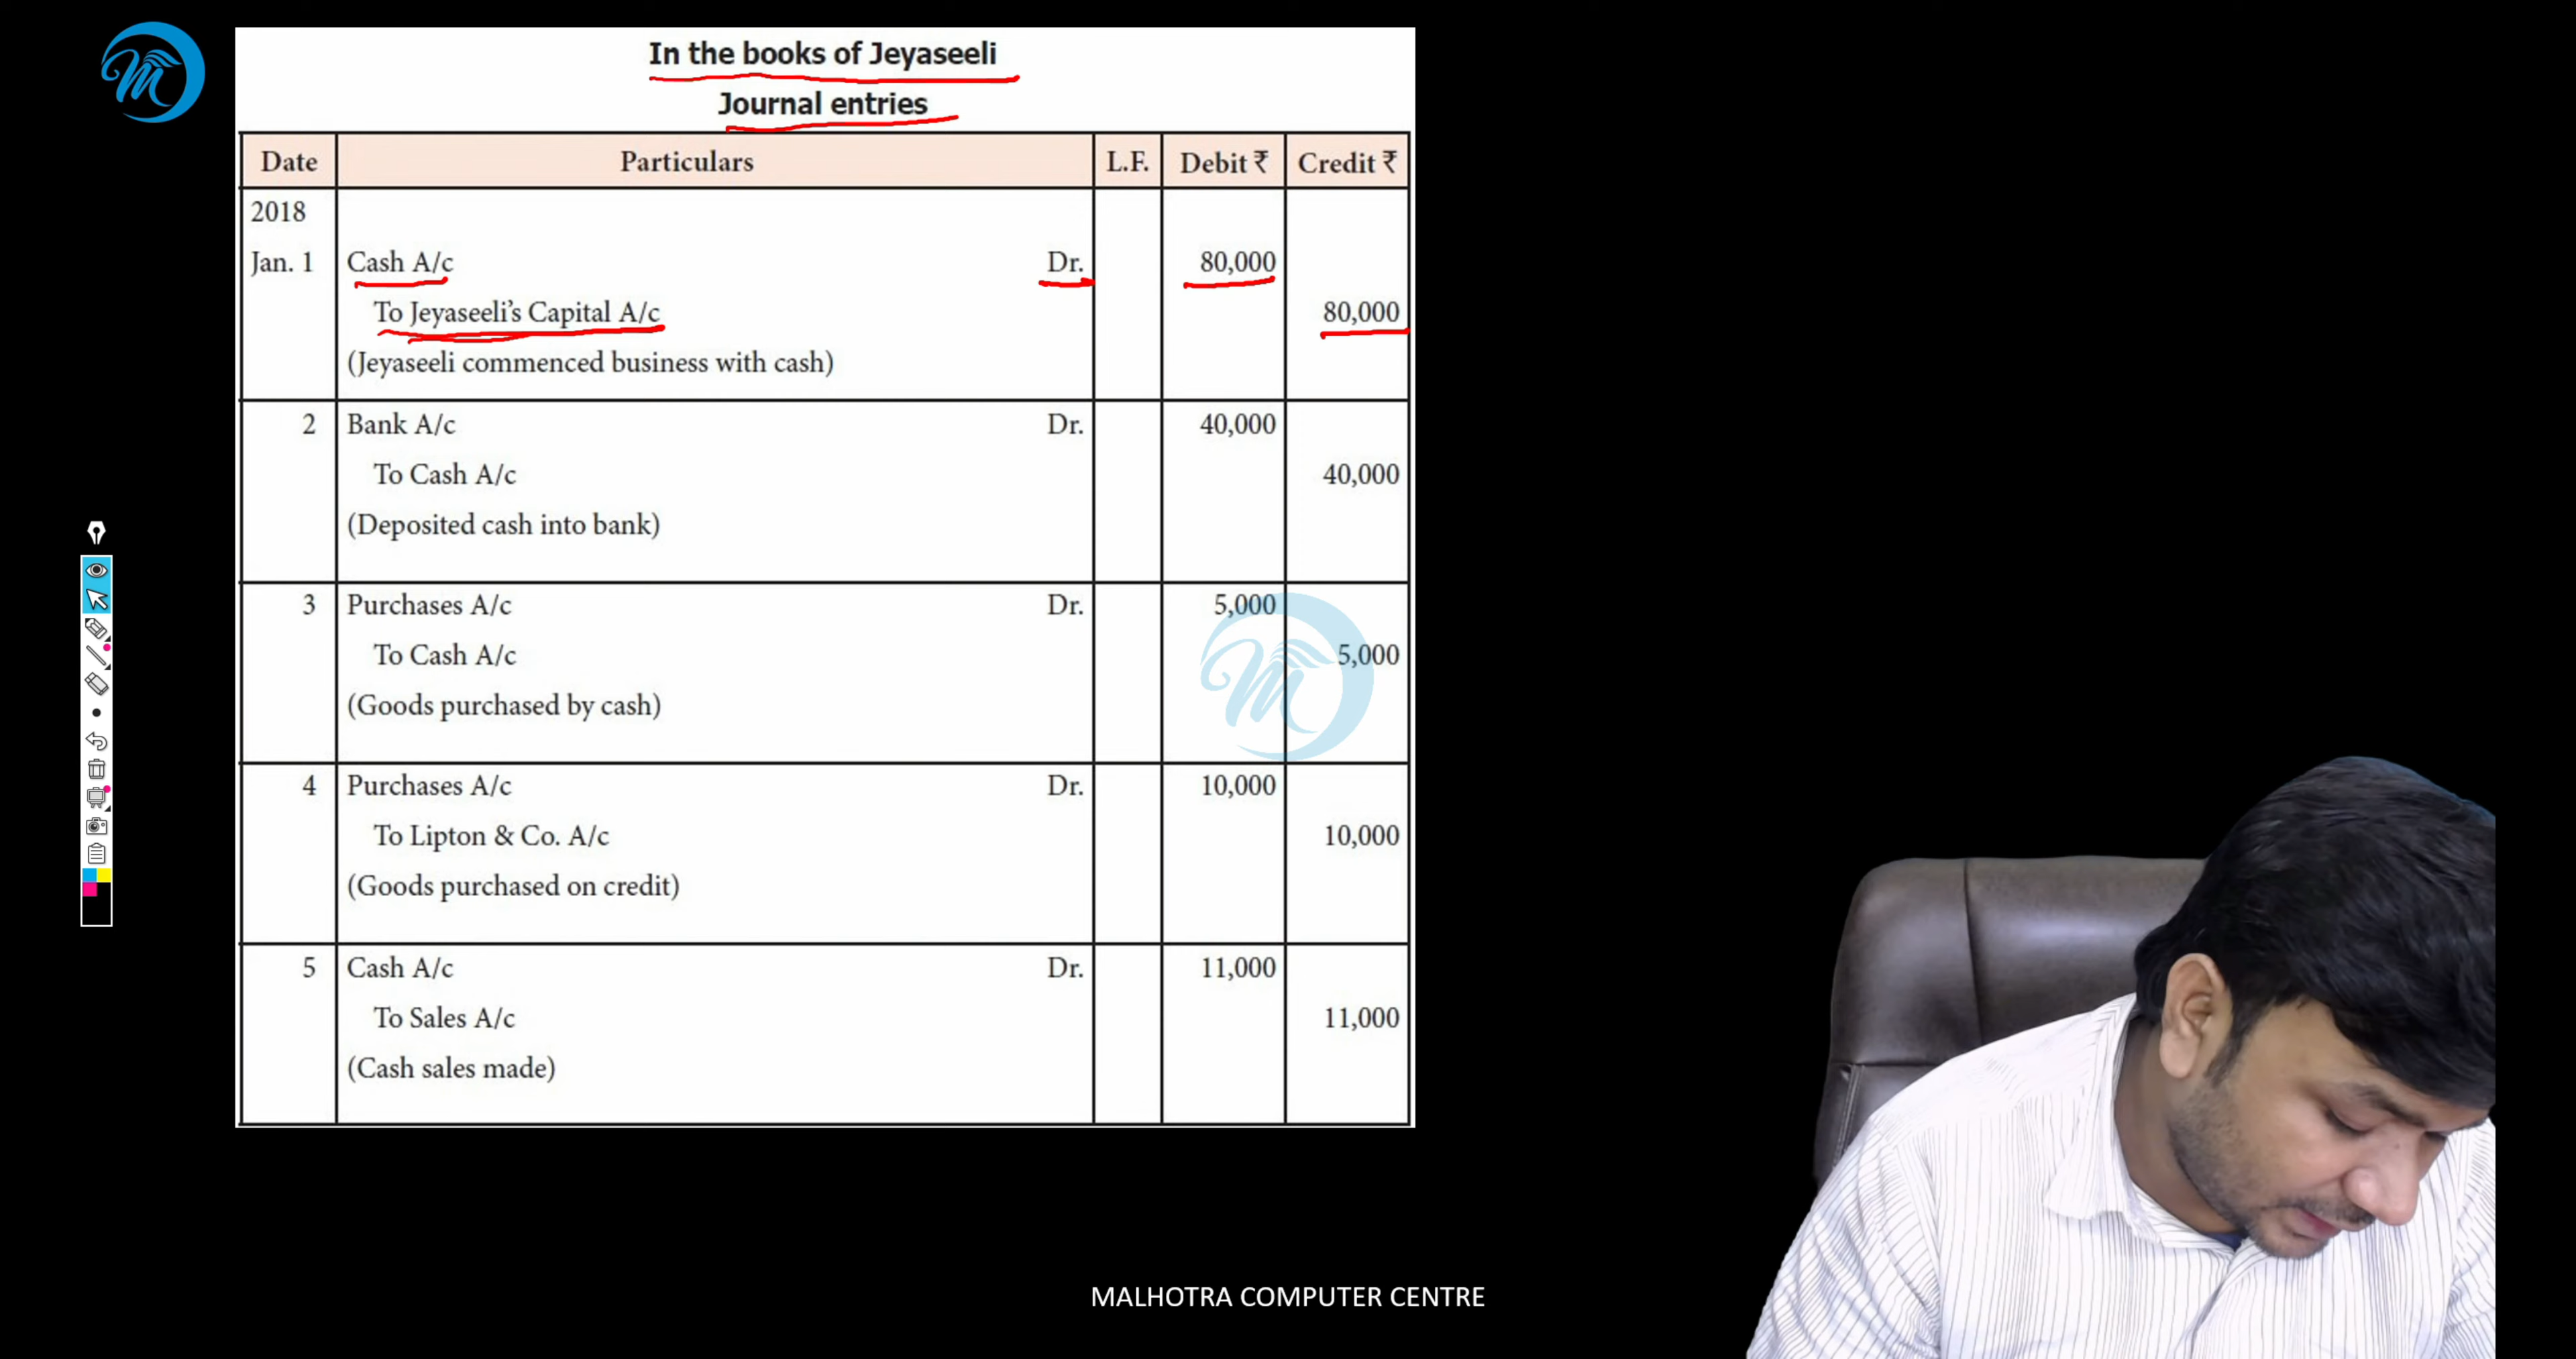 In the books of Jeyaseeli
Journal entries
Date Particulars L.F. Debit ₹ Credit ₹
2018
Jan. 1 Cash A/c Dr. 80,000
To Jeyaseeli’s Capital A/c 80,000
(Jeyaseeli commenced business with cash)
2 Bank A/c Dr. 40,000
To Cash A/c 40,000
(Deposited cash into bank)
3 Purchases A/c Dr. 5,000
To Cash A/c 5,000
(Goods purchased by cash)
4 Purchases A/c Dr. 10,000
To Lipton & Co. A/c 10,000
(Goods purchased on credit)
5 Cash A/c Dr. 11,000
To Sales A/c 11,000
(Cash sales made)
MALHOTRA COMPUTER CENTRE